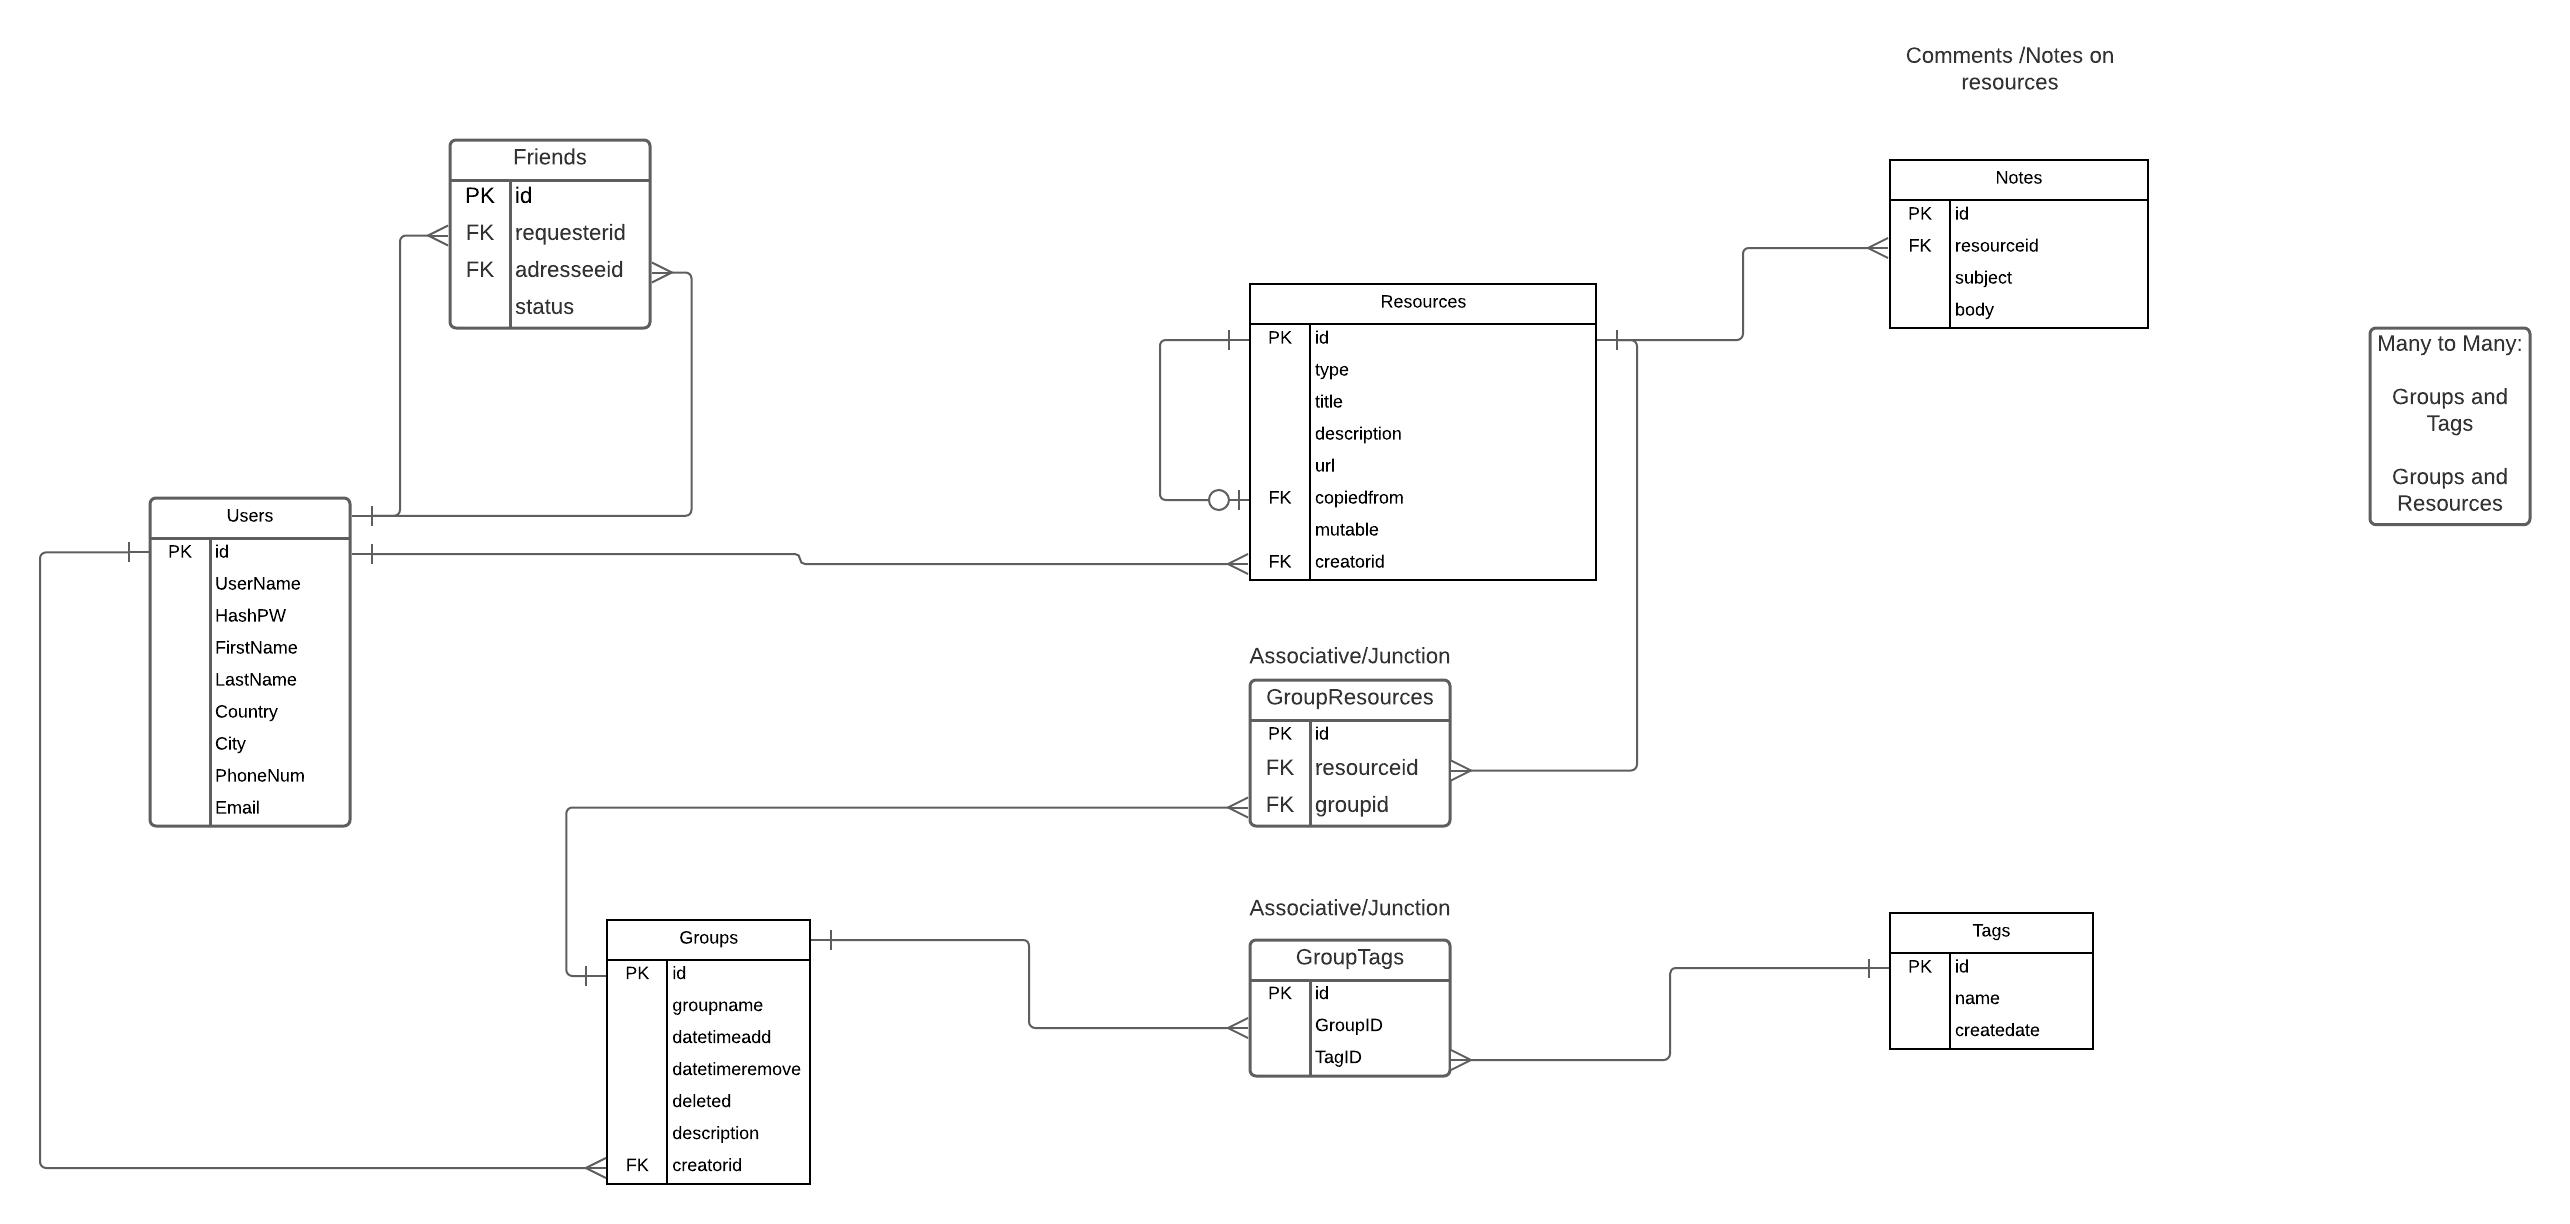 Comments /Notes on
resources
Friends
PK id
FK requesterid
FK adresseeid
status
Notes
PK id
FK resourceid
subject
body
Resources
PK id
type
title
description
url
FK copiedfrom
mutable
FK creatorid
Many to Many:
Groups and
Tags
Groups and
Resources
Users
PK id
UserName
HashPW
FirstName
LastName
Country
City
PhoneNum
Email
Associative/Junction
GroupResources
PK id
FK resourceid
FK groupid
Groups
PK id
groupname
datetimeadd
datetimeremove
deleted
description
FK creatorid
Associative/Junction
GroupTags
PK id
GroupID
TagID
Tags
PK id
name
createdate